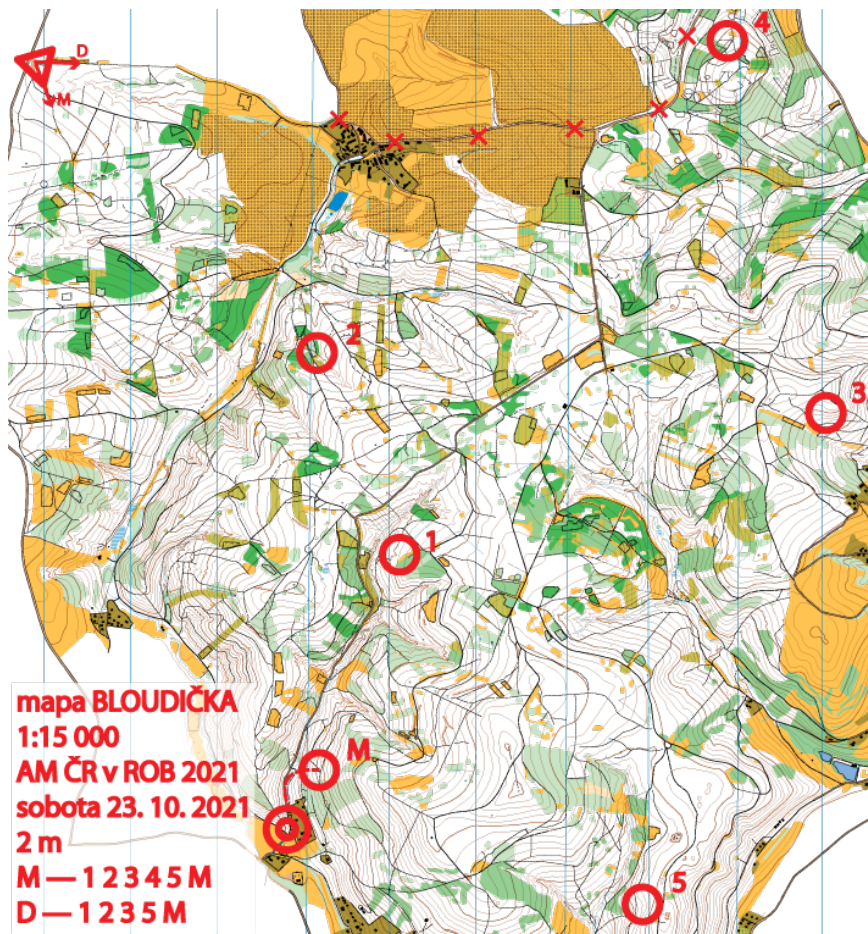 4
D
M
2
3
1
M
5
mapa BLOUDIČKA
1:15 000
AM ČR v ROB 2021
sobota 23. 10. 2021
2 m
M — 1 2 3 4 5 M
D — 1 2 3 5 M